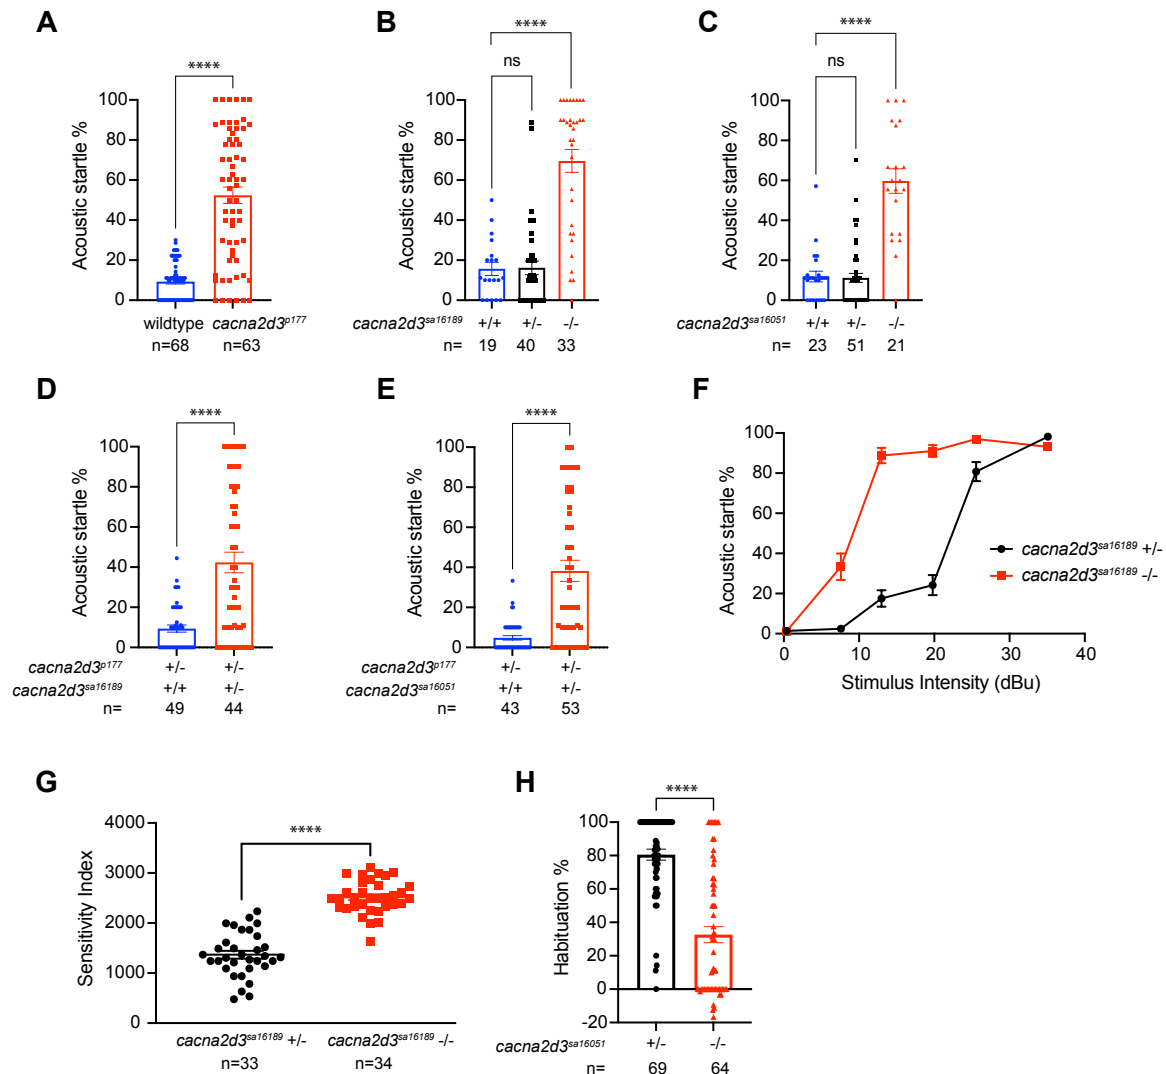 A
****
Acoustic startle %
100
80
60
40
20
0
wildtype cacna2d3p177
n=68 n=63
B
****
ns
Acoustic startle %
100
80
60
40
20
0
cacna2d3sa16189 +/+ +/- -/-
n= 19 40 33
C
****
ns
Acoustic startle %
100
80
60
40
20
0
cacna2d3sa16051 +/+ +/- -/-
n= 23 51 21
D
****
Acoustic startle %
100
80
60
40
20
0
cacna2d3p177 +/- +/-
cacna2d3sa16189 +/+ +/-
n= 49 44
E
****
Acoustic startle %
100
80
60
40
20
0
cacna2d3p177 +/- +/-
cacna2d3sa16051 +/+ +/-
n= 43 53
F
Acoustic startle %
100
80
60
40
20
0
0 10 20 30 40
Stimulus Intensity (dBu)
cacna2d3sa16189 +/-
cacna2d3sa16189 -/-
G
****
Sensitivity Index
4000
3000
2000
1000
0
cacna2d3sa16189 +/- cacna2d3sa16189 -/-
n=33 n=34
H
****
Habituation %
100
80
60
40
20
0
-20
cacna2d3sa16051 +/- -/-
n= 69 64